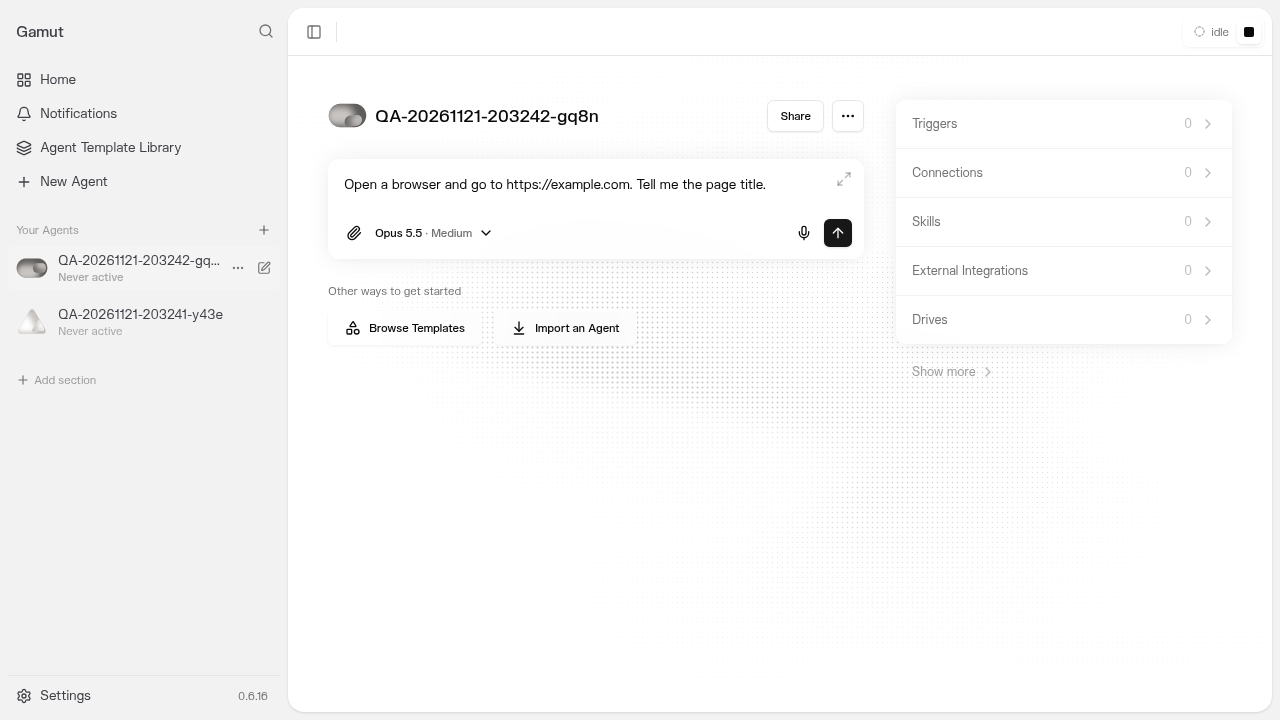 Gamut
Home
Notifications
Agent Template Library
New Agent
Your Agents
QA-20261121-203242-gq...
Never active
QA-20261121-203241-y43e
Never active
Add section
Settings
0.6.16
idle
QA-20261121-203242-gq8n
Share
Open a browser and go to https://example.com. Tell me the page title.
Opus 5.5 · Medium
Other ways to get started
Browse Templates
Import an Agent
Triggers 0
Connections 0
Skills 0
External Integrations 0
Drives 0
Show more